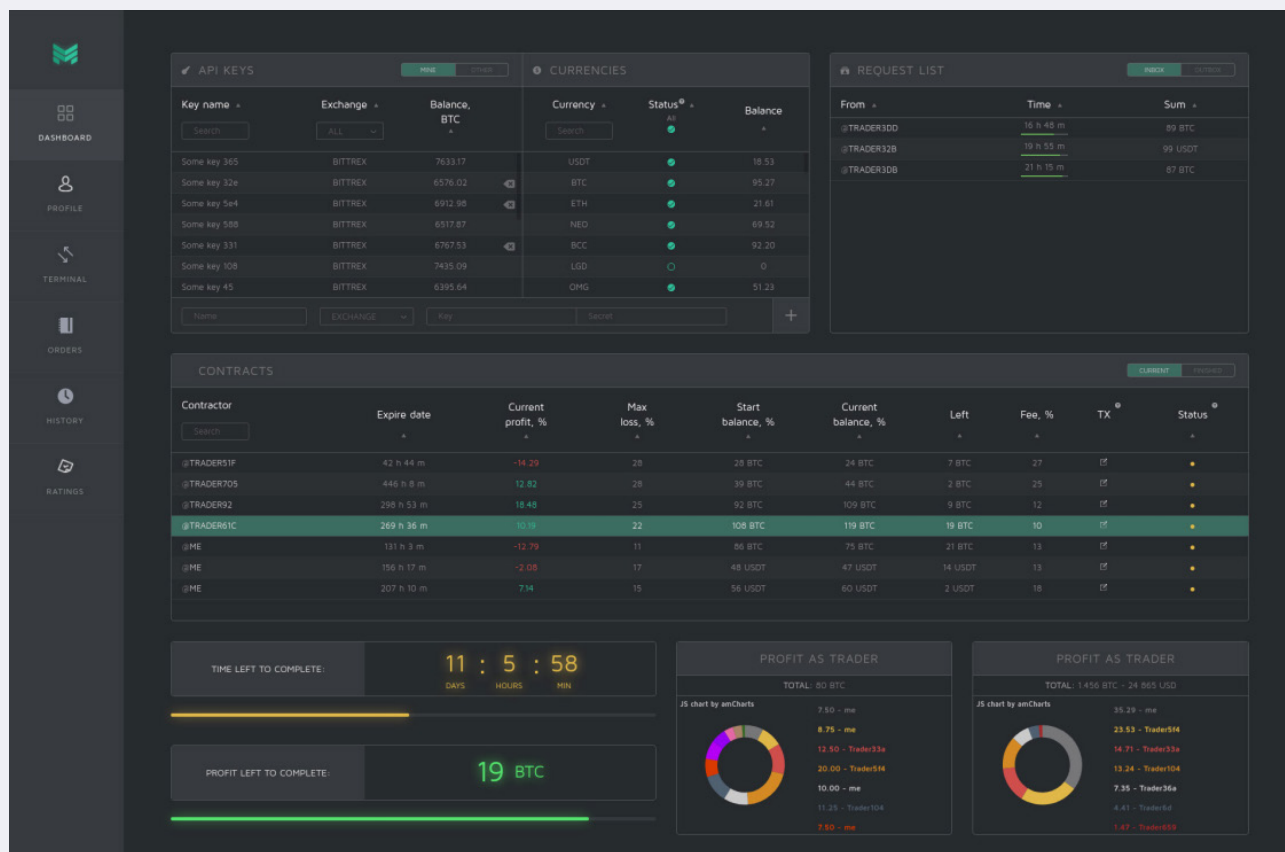 API KEYS
MINE OTHER
CURRENCIES
REQUEST LIST
INBOX OUTBOX
Key name Exchange Balance, BTC
Search ALL
Currency Status Balance
Search All
From Time Sum
@TRADER3DD 16 h 48 m 89 BTC
@TRADER32B 19 h 55 m 99 USDT
@TRADER3DB 21 h 15 m 87 BTC
Some key 365 BITTREX 7633.17 USDT 18.53
Some key 32e BITTREX 6576.02 BTC 95.27
Some key 5e4 BITTREX 6912.98 ETH 21.61
Some key 588 BITTREX 6517.87 NEO 69.52
Some key 331 BITTREX 6767.53 BCC 92.20
Some key 108 BITTREX 7435.09 LGD 0
Some key 45 BITTREX 6395.64 OMG 51.23
Name EXCHANGE Key Secret +
DASHBOARD
PROFILE
TERMINAL
ORDERS
HISTORY
RATINGS
CONTRACTS
CURRENT FINISHED
Contractor Expire date Current profit, % Max loss, % Start balance, % Current balance, % Left Fee, % TX Status
Search
@TRADER51F 42 h 44 m -14.29 28 28 BTC 24 BTC 7 BTC 27
@TRADER705 446 h 8 m 12.82 28 39 BTC 44 BTC 2 BTC 25
@TRADER92 298 h 53 m 18.48 25 92 BTC 109 BTC 9 BTC 12
@TRADER61C 269 h 36 m 10.19 22 108 BTC 119 BTC 19 BTC 10
@ME 131 h 3 m -12.79 11 86 BTC 75 BTC 21 BTC 13
@ME 156 h 17 m -2.08 17 48 USDT 47 USDT 14 USDT 13
@ME 207 h 10 m 7.14 15 56 USDT 60 USDT 2 USDT 18
TIME LEFT TO COMPLETE:
11 : 5 : 58
DAYS HOURS MIN
PROFIT LEFT TO COMPLETE:
19 BTC
PROFIT AS TRADER
TOTAL: 80 BTC
JS chart by amCharts
7.50 - me
8.75 - me
12.50 - Trader33a
20.00 - Trader5f4
10.00 - me
11.25 - Trader104
7.50 - me
PROFIT AS TRADER
TOTAL: 1.456 BTC - 24 865 USD
JS chart by amCharts
35.29 - me
23.53 - Trader5f4
14.71 - Trader33a
13.24 - Trader104
7.35 - Trader36a
4.41 - Trader6d
1.47 - Trader659